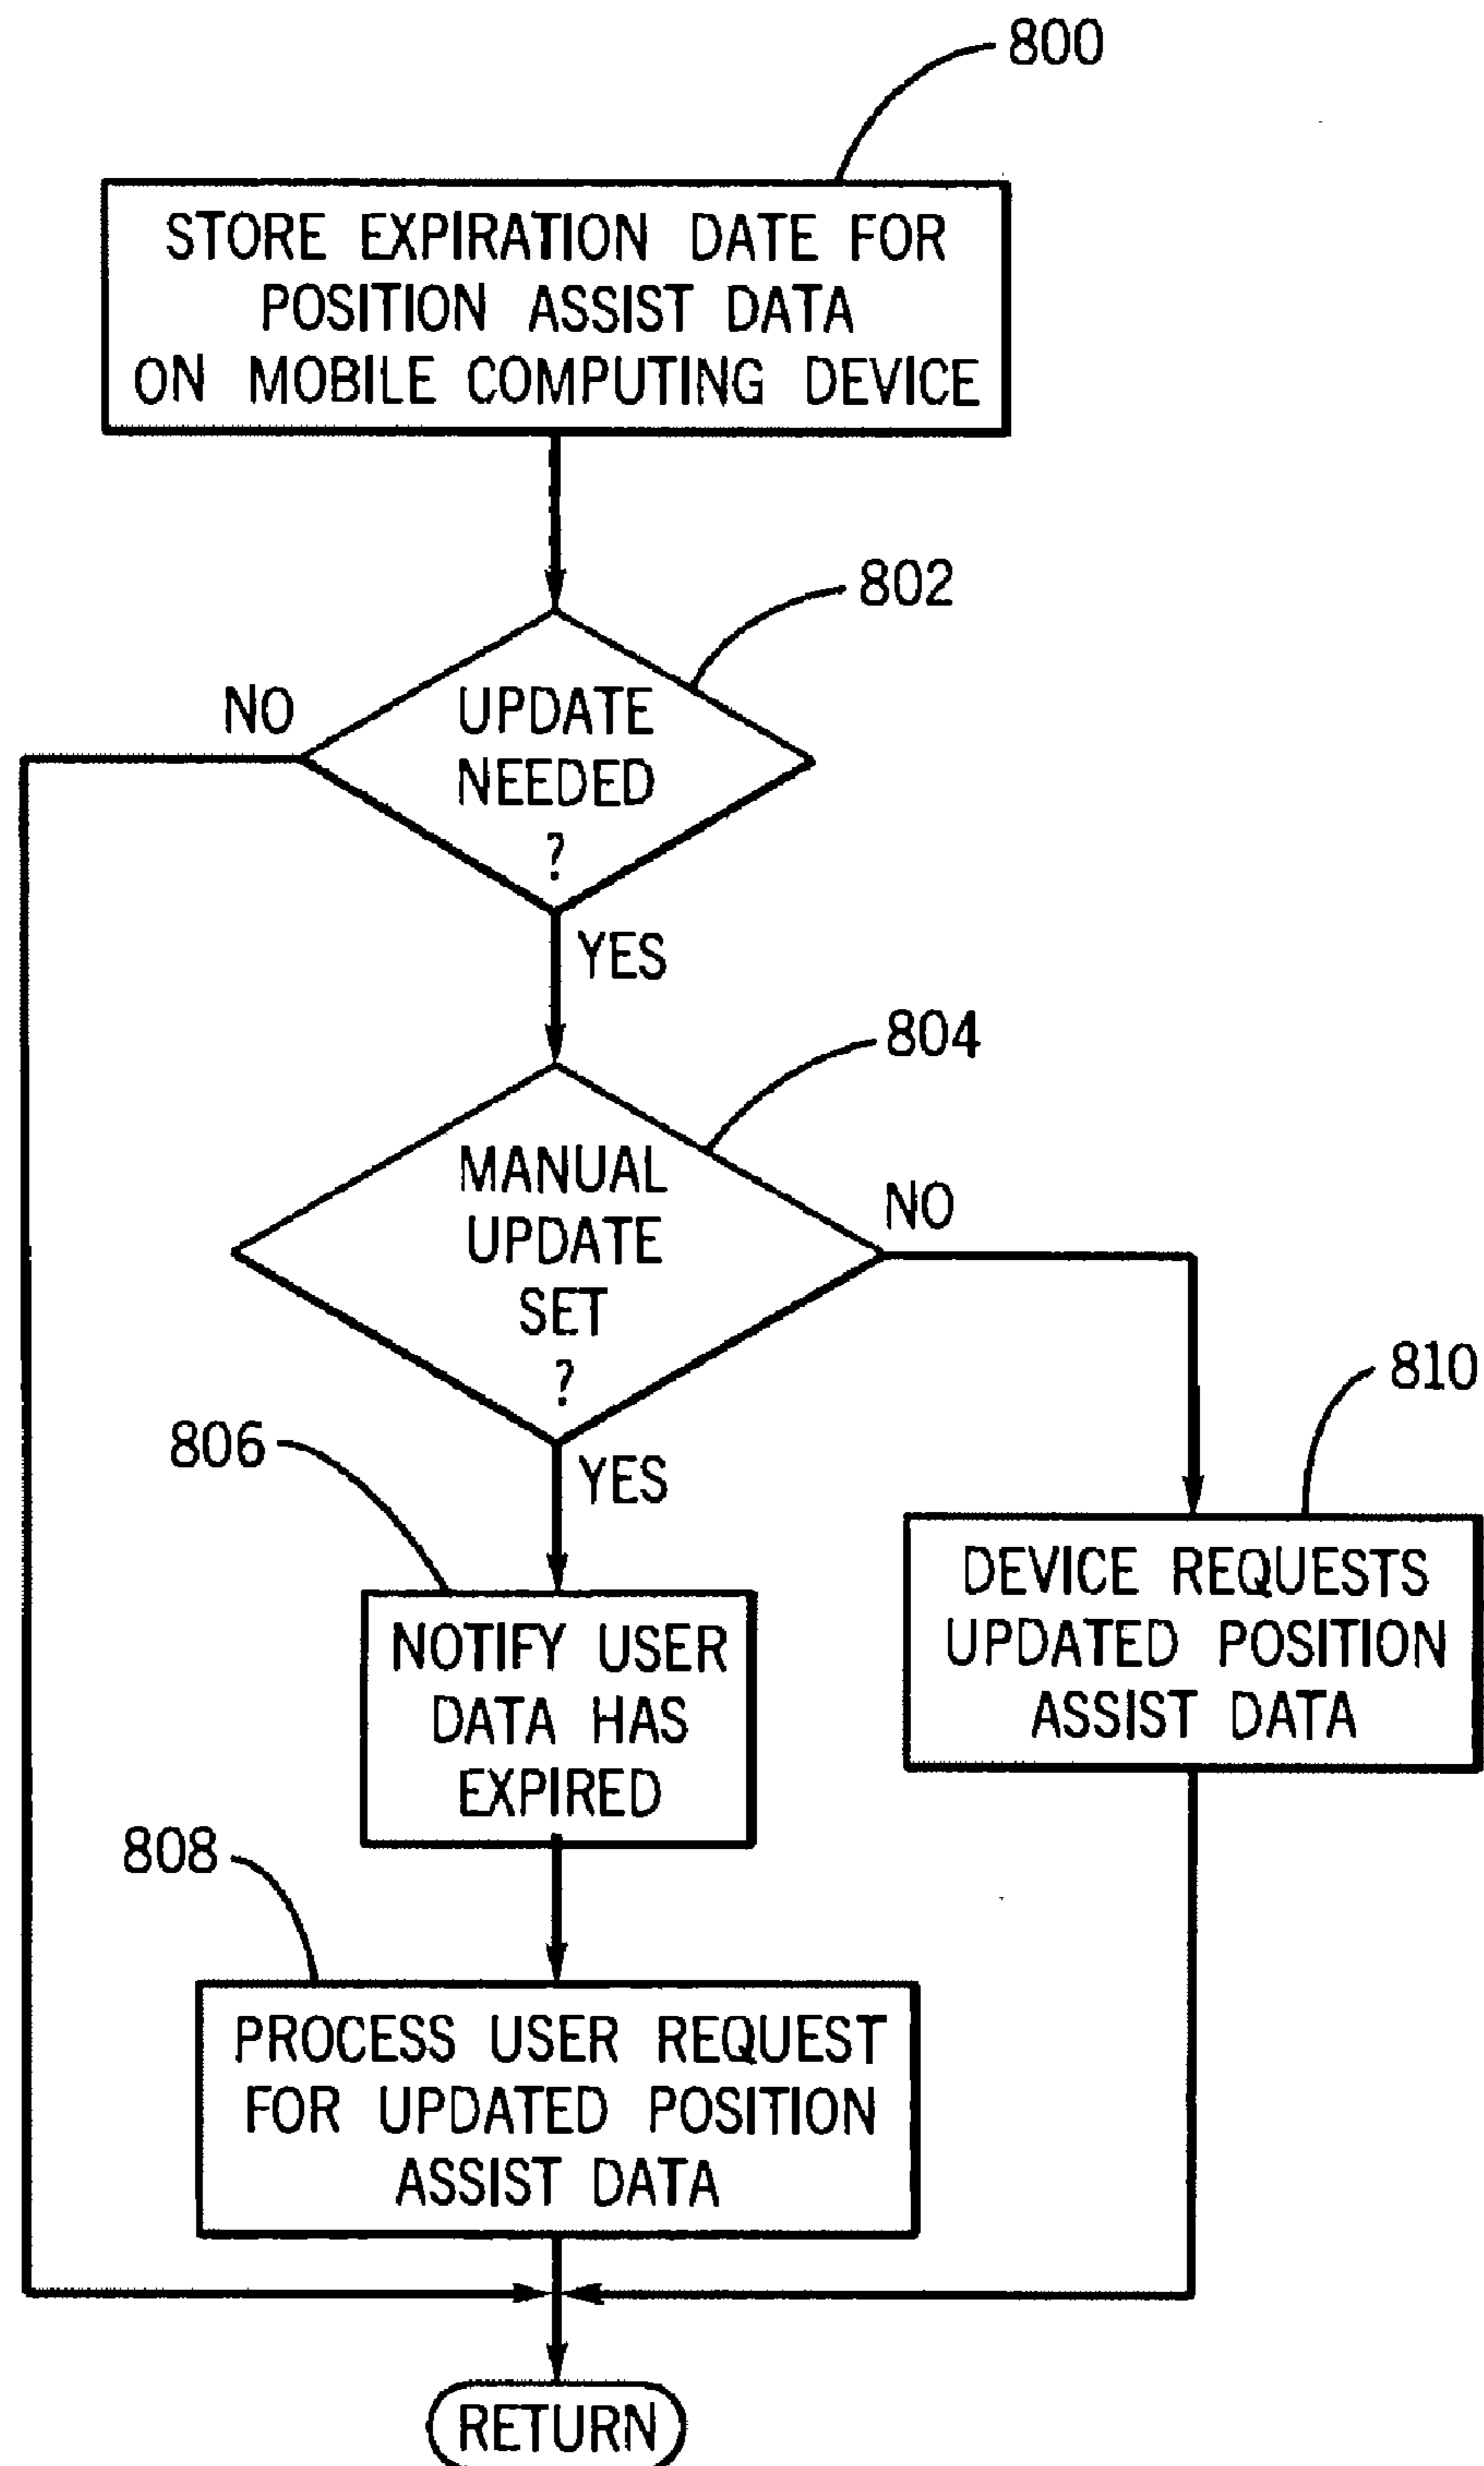 800
STORE EXPIRATION DATE FOR
POSITION ASSIST DATA
ON MOBILE COMPUTING DEVICE
802
NO
UPDATE
NEEDED
?
YES
804
MANUAL
UPDATE
SET
?
NO
YES
806
810
NOTIFY USER
DATA HAS
EXPIRED
DEVICE REQUESTS
UPDATED POSITION
ASSIST DATA
808
PROCESS USER REQUEST
FOR UPDATED POSITION
ASSIST DATA
RETURN